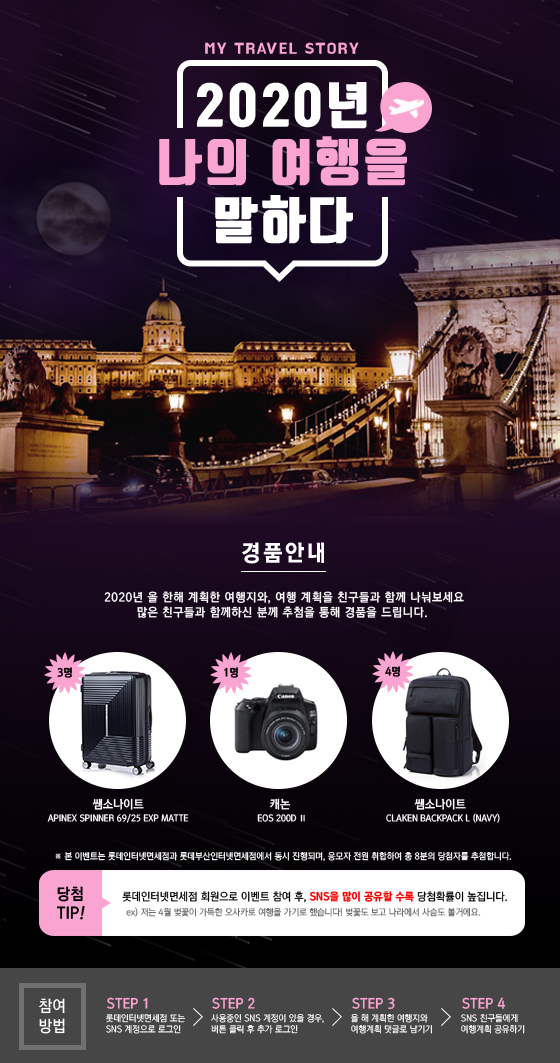 MY TRAVEL STORY
2020년
나의 여행을
말하다
경품안내
2020년 올 한해 계획한 여행지와, 여행 계획을 친구들과 함께 나눠보세요
많은 친구들과 함께하신 분께 추첨을 통해 경품을 드립니다.
3명
1명
4명
Canon
쌤소나이트
APINEX SPINNER 69/25 EXP MATTE
캐논
EOS 200D II
쌤소나이트
CLAKEN BACKPACK L (NAVY)
※ 본 이벤트는 롯데인터넷면세점과 롯데부산인터넷면세점에서 동시 진행되며, 응모자 전원 취합하여 총 8분의 당첨자를 추첨합니다.
당첨
TIP!
롯데인터넷면세점 회원으로 이벤트 참여 후, SNS을 많이 공유할 수록 당첨확률이 높집니다.
ex) 저는 4월 벚꽃이 가득한 오사카로 여행을 가기로 했습니다! 벚꽃도 보고 나라에서 사슴도 볼거에요.
참여
방법
STEP 1
롯데인터넷면세점 또는
SNS 계정으로 로그인
STEP 2
사용중인 SNS 계정이 있을 경우,
버튼 클릭 후 추가 로그인
STEP 3
올 해 계획한 여행지와
여행계획 댓글로 남기기
STEP 4
SNS 친구들에게
여행계획 공유하기